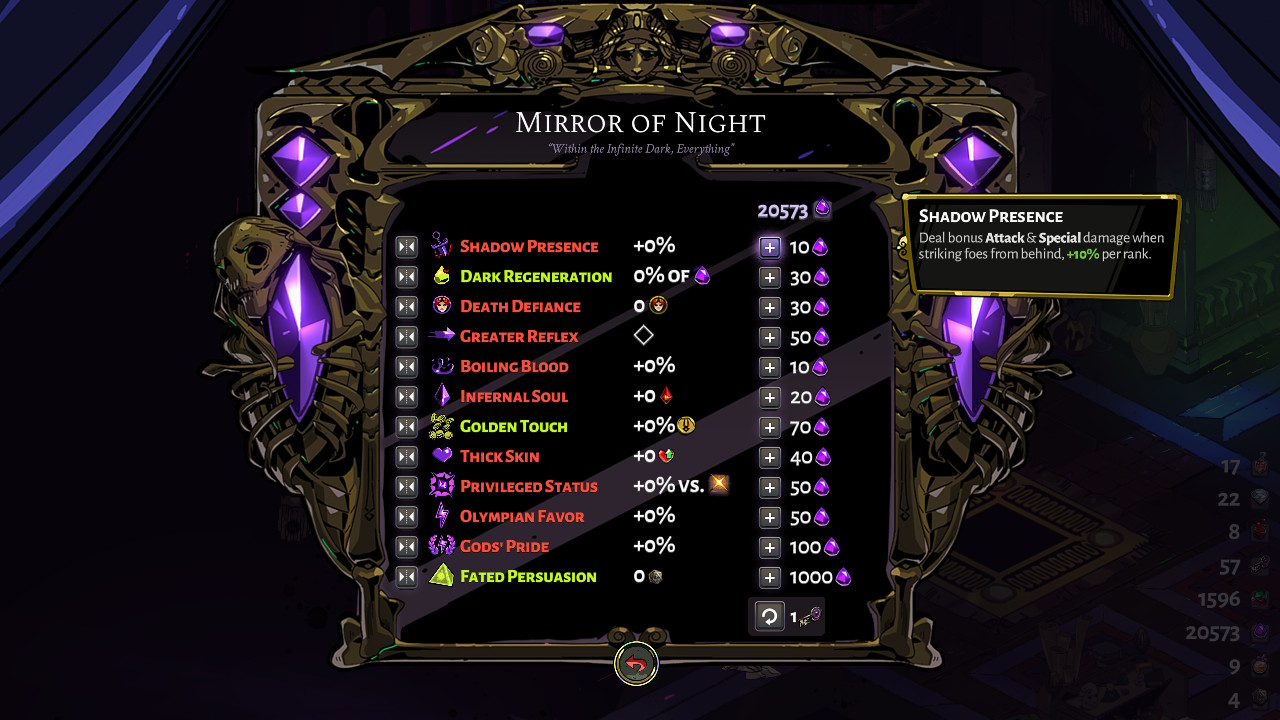 Mirror of Night
"Within the Infinite Dark, Everything"
20573
Shadow Presence +0% 10
Dark Regeneration 0% of 30
Death Defiance 0 30
Greater Reflex 50
Boiling Blood +0% 10
Infernal Soul +0 20
Golden Touch +0% 70
Thick Skin +0 40
Privileged Status +0% vs. 50
Olympian Favor +0% 50
Gods' Pride +0% 100
Fated Persuasion 0 1000
1
Shadow Presence
Deal bonus Attack & Special damage when
striking foes from behind, +10% per rank.
17
22
8
57
1596
20573
9
4